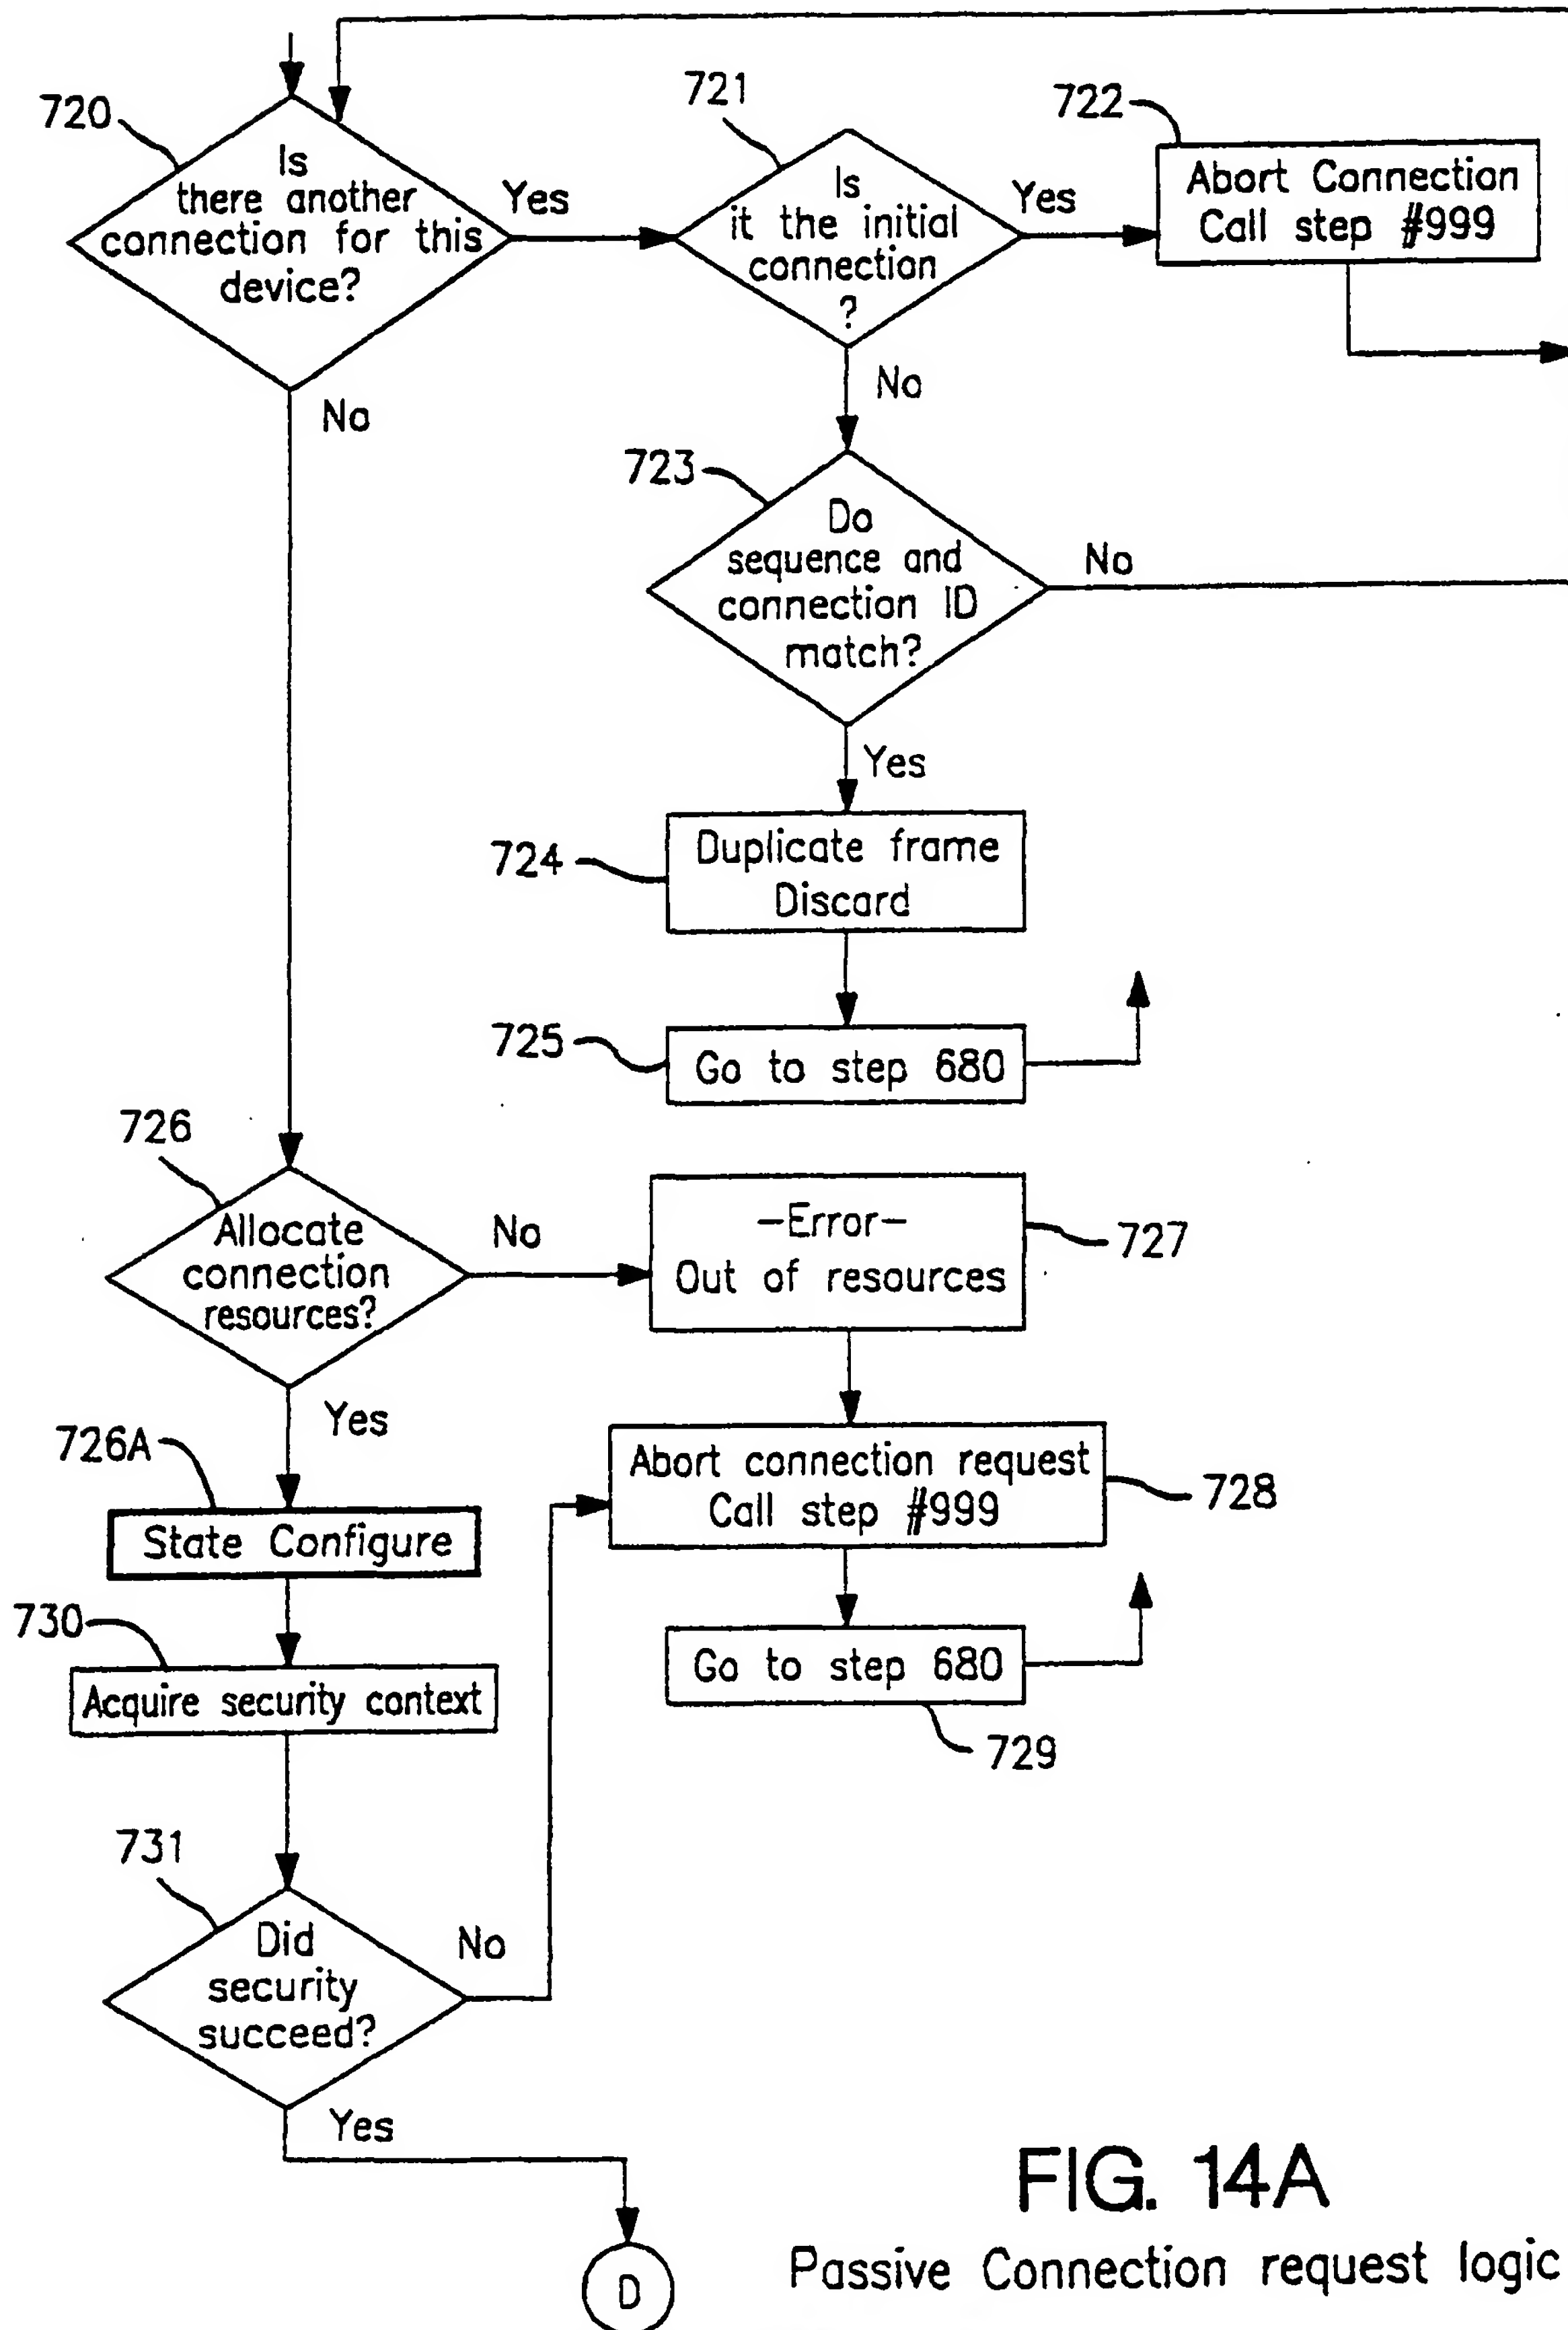 720
Is
there another
connection for this
device?
Yes
No
721
Is
it the initial
connection
?
Yes
No
722
Abort Connection
Call step #999
723
Do
sequence and
connection ID
match?
No
Yes
724
Duplicate frame
Discard
725
Go to step 680
726
Allocate
connection
resources?
No
Yes
-Error-
Out of resources
727
726A
State Configure
Abort connection request
Call step #999
728
730
Acquire security context
Go to step 680
729
731
Did
security
succeed?
No
Yes
D
FIG. 14A
Passive Connection request logic